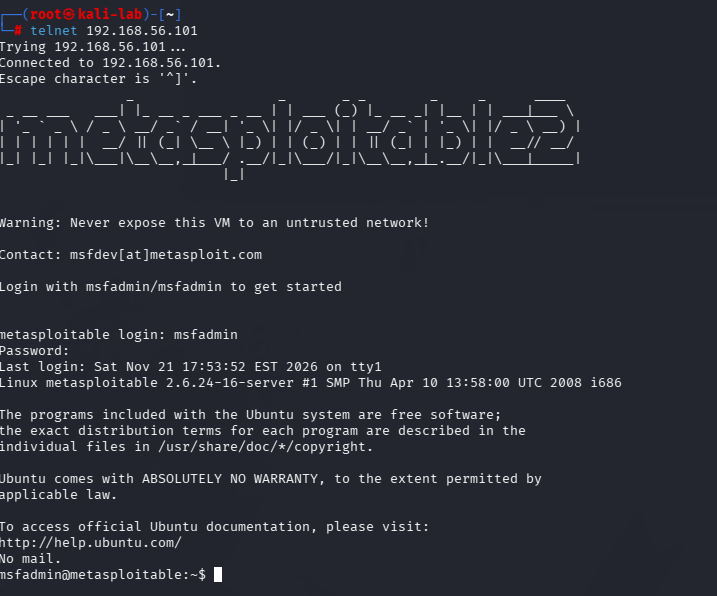 ┌──(root㉿kali-lab)-[~]
└─# telnet 192.168.56.101
Trying 192.168.56.101...
Connected to 192.168.56.101.
Escape character is '^]'.
metasploitable2
Warning: Never expose this VM to an untrusted network!
Contact: msfdev[at]metasploit.com
Login with msfadmin/msfadmin to get started
metasploitable login: msfadmin
Password:
Last login: Sat Nov 21 17:53:52 EST 2026 on tty1
Linux metasploitable 2.6.24-16-server #1 SMP Thu Apr 10 13:58:00 UTC 2008 i686
The programs included with the Ubuntu system are free software;
the exact distribution terms for each program are described in the
individual files in /usr/share/doc/*/copyright.
Ubuntu comes with ABSOLUTELY NO WARRANTY, to the extent permitted by
applicable law.
To access official Ubuntu documentation, please visit:
http://help.ubuntu.com/
No mail.
msfadmin@metasploitable:~$